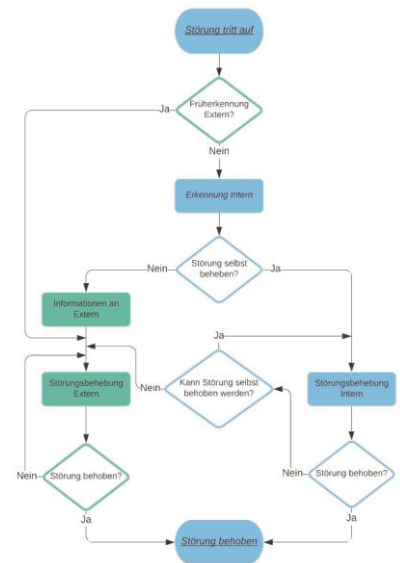 Störung tritt auf
Früherkennung
Extern?
Ja
Nein
Erkennung Intern
Störung selbst
beheben?
Nein
Ja
Informationen an
Extern
Ja
Störungsbehebung
Extern
Nein
Kann Störung selbst
behoben werden?
Störungsbehebung
Intern
Nein
Störung behoben?
Nein
Störung behoben?
Ja
Ja
Störung behoben